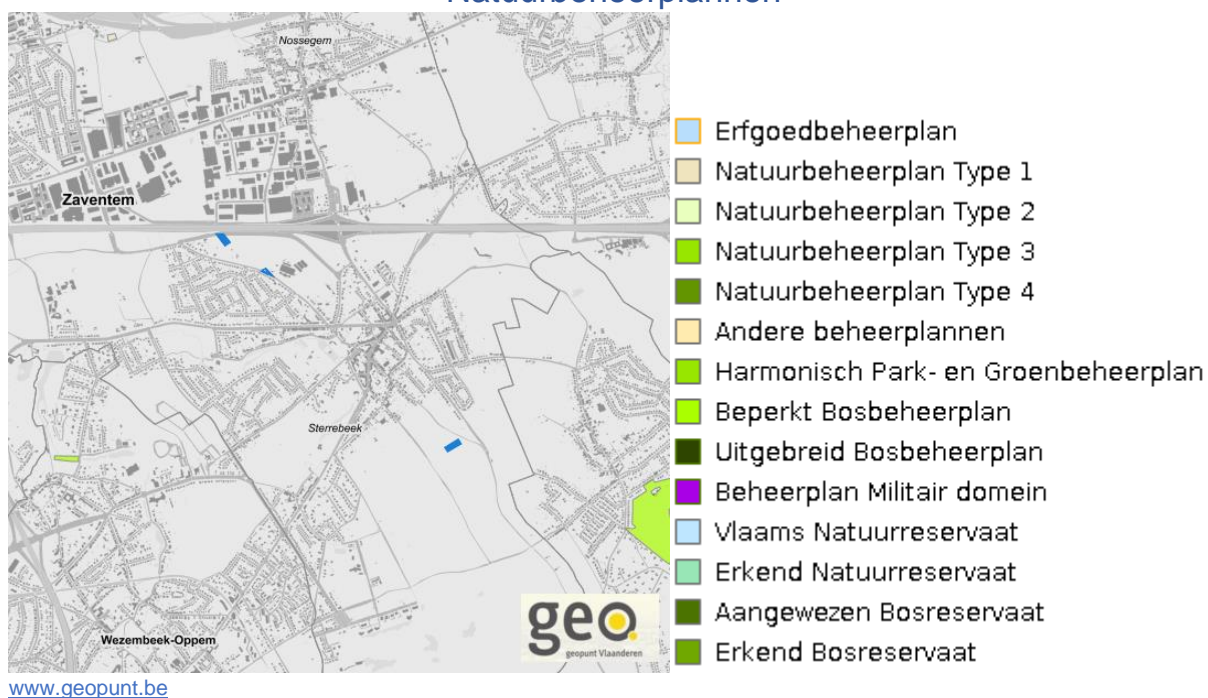 Natuurbeheerplannen
Nossegem
Zaventem
Sterrebeek
Wezembeek-Oppem
geo
geopunt Vlaanderen
Erfgoedbeheerplan
Natuurbeheerplan Type 1
Natuurbeheerplan Type 2
Natuurbeheerplan Type 3
Natuurbeheerplan Type 4
Andere beheerplannen
Harmonisch Park- en Groenbeheerplan
Beperkt Bosbeheerplan
Uitgebreid Bosbeheerplan
Beheerplan Militair domein
Vlaams Natuurreservaat
Erkend Natuurreservaat
Aangewezen Bosreservaat
Erkend Bosreservaat
www.geopunt.be